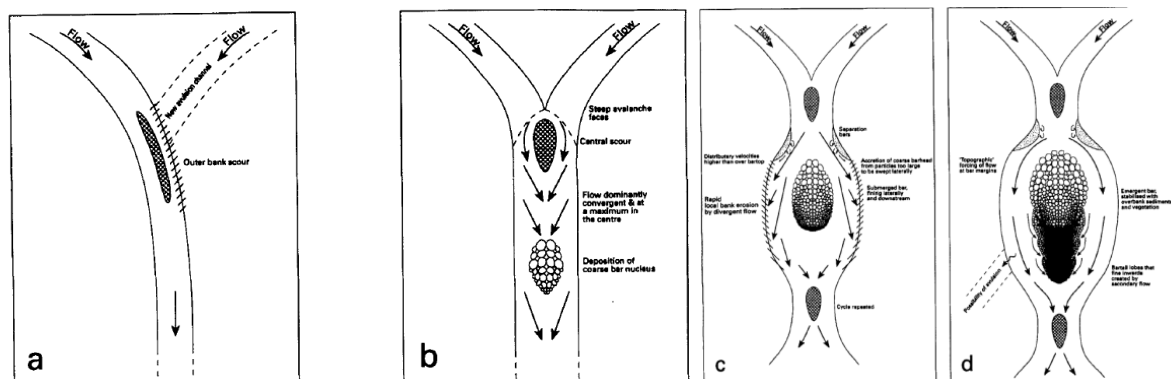 Flow
Flow
New avulsion channel
Outer bank scour
a
Flow
Flow
Steep avalanche
faces
Central scour
Flow dominantly
convergent & at
a maximum in
the centre
Deposition of
coarse bar nucleus
b
Flow
Flow
Separation
bars
Distributary velocities
higher than over bartop
Accretion of coarse barhead
from particles too large
to be swept laterally
Rapid
local bank erosion
by divergent flow
Submerged bar,
fining laterally
and downstream
Cycle repeated
c
Flow
Flow
'Topographic'
forcing of flow
at bar margins
Emergent bar,
stabilised with
overbank sediments
and vegetation
Bartail lobes that
fine inwards
created by
secondary flow
Possibility of avulsion
d